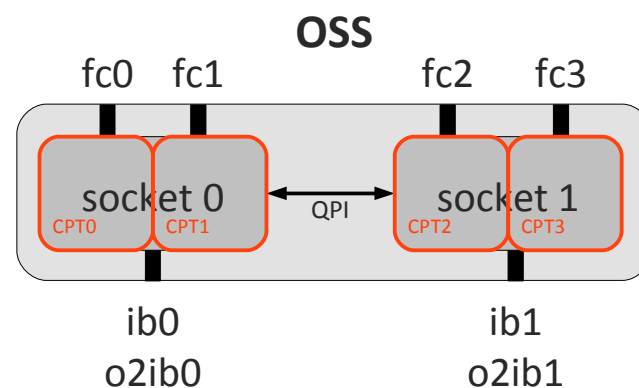 OSS
fc0 fc1 fc2 fc3
socket 0 socket 1
CPT0 CPT1 QPI CPT2 CPT3
ib0 ib1
o2ib0 o2ib1